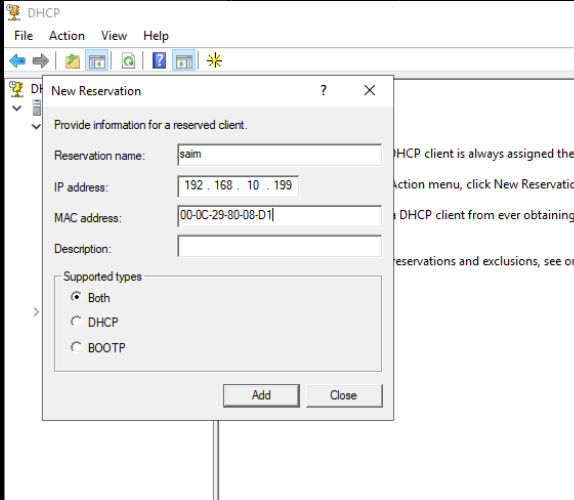 DHCP
File Action View Help
DH
New Reservation ? X
Provide information for a reserved client.
Reservation name: saim
IP address: 192 . 168 . 10 . 199
MAC address: 00-0C-29-80-08-D1
Description:
Supported types
Both
DHCP
BOOTP
Add Close
DHCP client is always assigned the
Action menu, click New Reservatio
a DHCP client from ever obtaining
reservations and exclusions, see